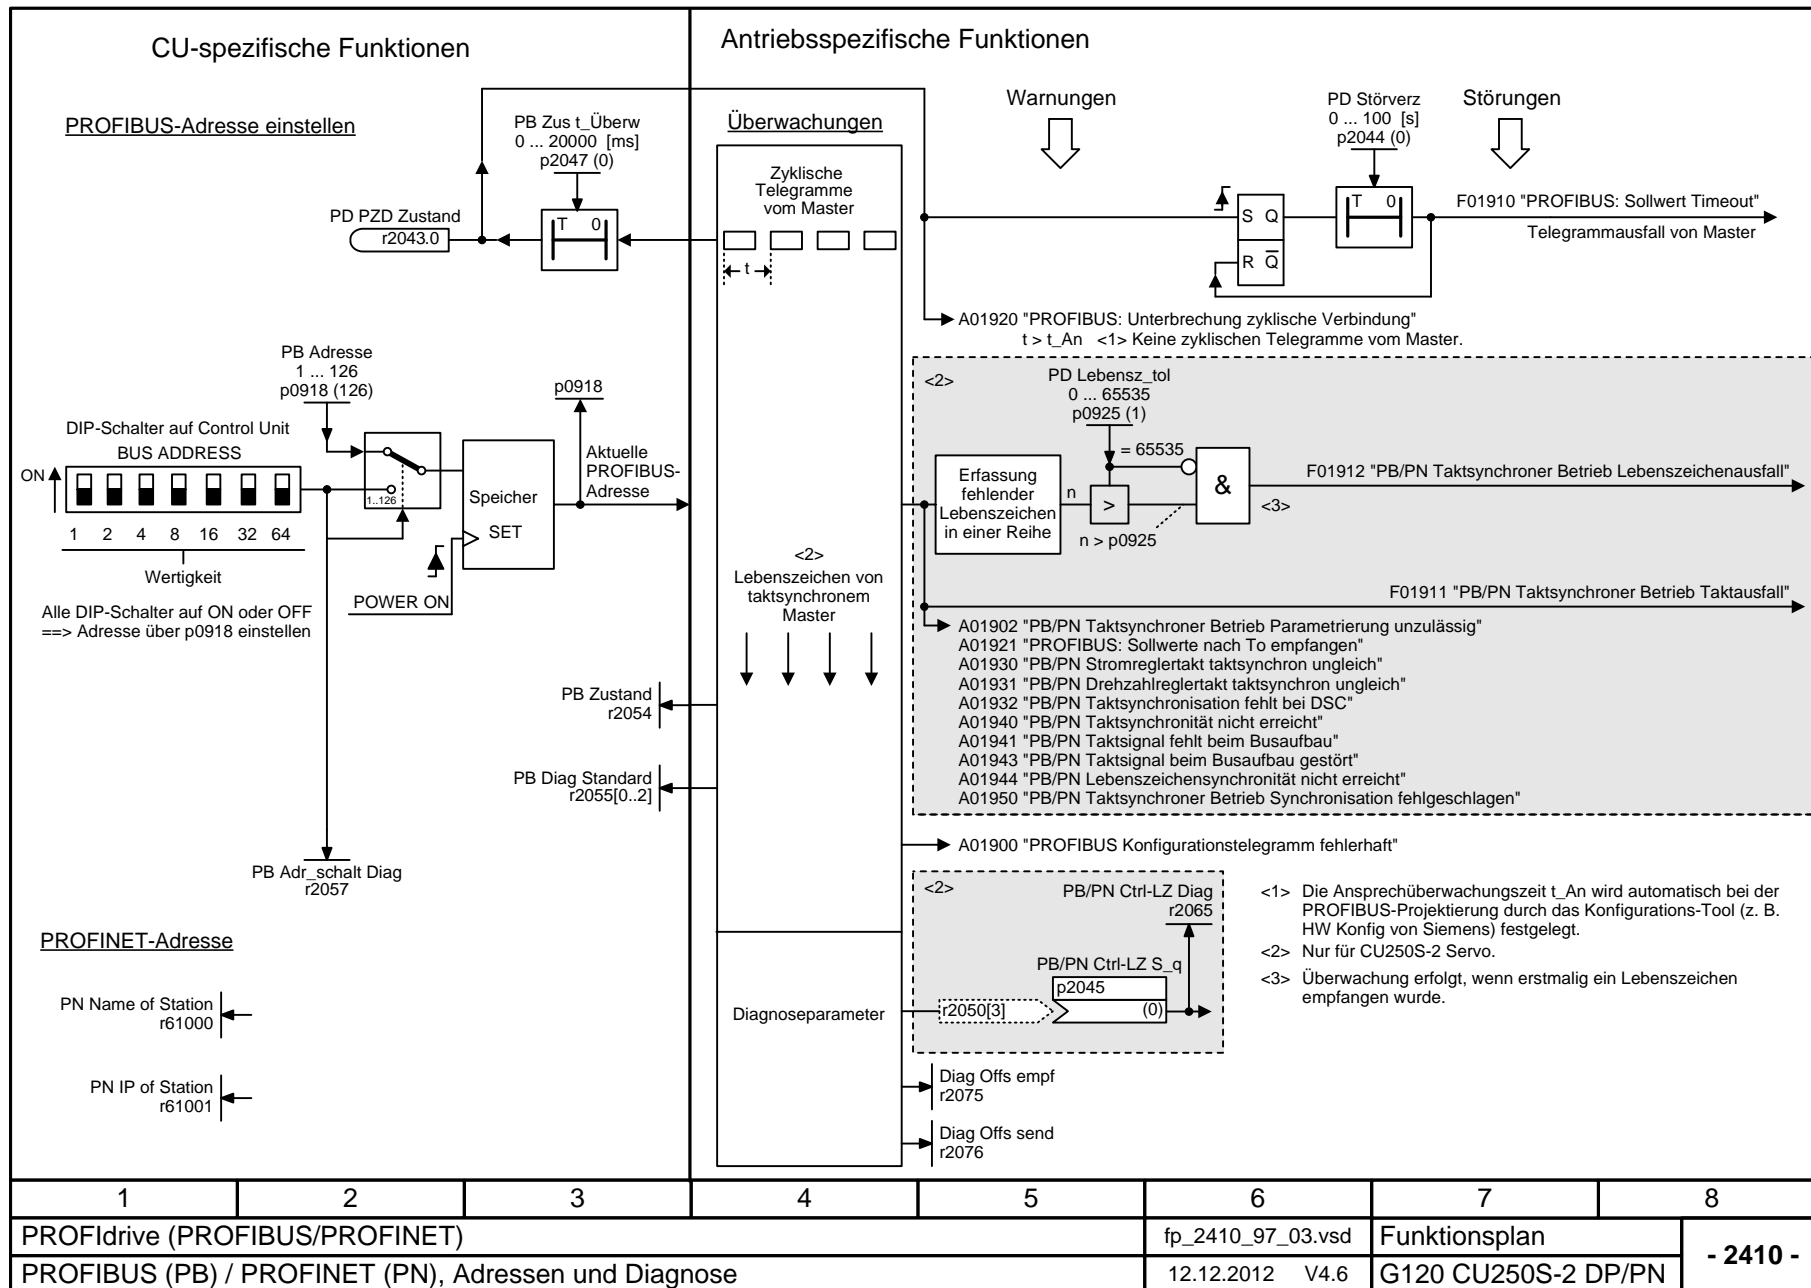 CU-spezifische Funktionen
Antriebsspezifische Funktionen
PROFIBUS-Adresse einstellen
PB Zus t_Überw
0 ... 20000 [ms]
p2047 (0)
PD PZD Zustand
r2043.0
T 0
Überwachungen
Zyklische
Telegramme
vom Master
t
Warnungen
PD Störverz
0 ... 100 [s]
p2044 (0)
Störungen
S Q
R Q̅
T 0
F01910 "PROFIBUS: Sollwert Timeout"
Telegrammausfall von Master
A01920 "PROFIBUS: Unterbrechung zyklische Verbindung"
t > t_An <1> Keine zyklischen Telegramme vom Master.
PB Adresse
1 ... 126
p0918 (126)
DIP-Schalter auf Control Unit
BUS ADDRESS
ON
1 2 4 8 16 32 64
Wertigkeit
Alle DIP-Schalter auf ON oder OFF
==> Adresse über p0918 einstellen
1..126
POWER ON
Speicher
SET
p0918
Aktuelle
PROFIBUS-
Adresse
<2>
Lebenszeichen von
taktsynchronem
Master
<2>
PD Lebensz_tol
0 ... 65535
p0925 (1)
= 65535
Erfassung
fehlender
Lebenszeichen
in einer Reihe
n
>
n > p0925
&
<3>
F01912 "PB/PN Taktsynchroner Betrieb Lebenszeichenausfall"
F01911 "PB/PN Taktsynchroner Betrieb Taktausfall"
A01902 "PB/PN Taktsynchroner Betrieb Parametrierung unzulässig"
A01921 "PROFIBUS: Sollwerte nach To empfangen"
A01930 "PB/PN Stromreglertakt taktsynchron ungleich"
A01931 "PB/PN Drehzahlreglertakt taktsynchron ungleich"
A01932 "PB/PN Taktsynchronisation fehlt bei DSC"
A01940 "PB/PN Taktsynchronität nicht erreicht"
A01941 "PB/PN Taktsignal fehlt beim Busaufbau"
A01943 "PB/PN Taktsignal beim Busaufbau gestört"
A01944 "PB/PN Lebenszeichensynchronität nicht erreicht"
A01950 "PB/PN Taktsynchroner Betrieb Synchronisation fehlgeschlagen"
PB Zustand
r2054
PB Diag Standard
r2055[0..2]
PB Adr_schalt Diag
r2057
A01900 "PROFIBUS Konfigurationstelegramm fehlerhaft"
<2>
PB/PN Ctrl-LZ Diag
r2065
PB/PN Ctrl-LZ S_q
p2045
(0)
r2050[3]
Diagnoseparameter
<1> Die Ansprechüberwachungszeit t_An wird automatisch bei der
PROFIBUS-Projektierung durch das Konfigurations-Tool (z. B.
HW Konfig von Siemens) festgelegt.
<2> Nur für CU250S-2 Servo.
<3> Überwachung erfolgt, wenn erstmalig ein Lebenszeichen
empfangen wurde.
PROFINET-Adresse
PN Name of Station
r61000
PN IP of Station
r61001
Diag Offs empf
r2075
Diag Offs send
r2076
1 2 3 4 5 6 7 8
PROFIdrive (PROFIBUS/PROFINET)
fp_2410_97_03.vsd
Funktionsplan
- 2410 -
PROFIBUS (PB) / PROFINET (PN), Adressen und Diagnose
12.12.2012 V4.6
G120 CU250S-2 DP/PN